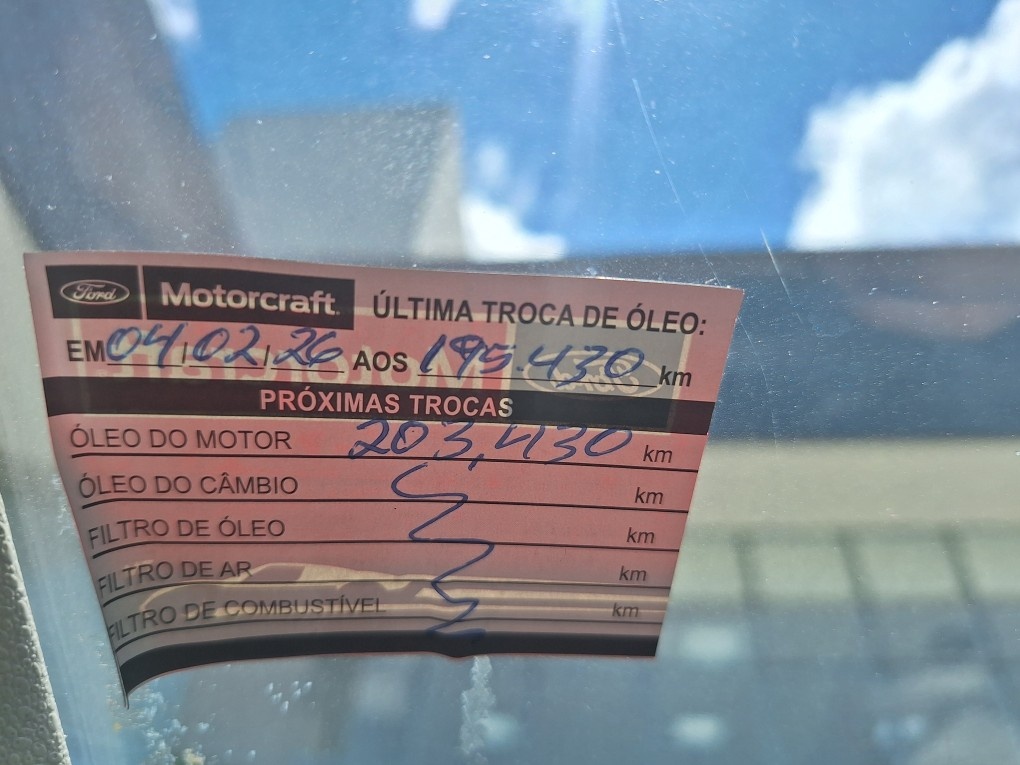 Ford Motorcraft ÚLTIMA TROCA DE ÓLEO:
EM 04/02/26 AOS 195.430 km
PRÓXIMAS TROCAS
ÓLEO DO MOTOR 203,430 km
ÓLEO DO CÂMBIO km
FILTRO DE ÓLEO km
FILTRO DE AR km
FILTRO DE COMBUSTÍVEL km